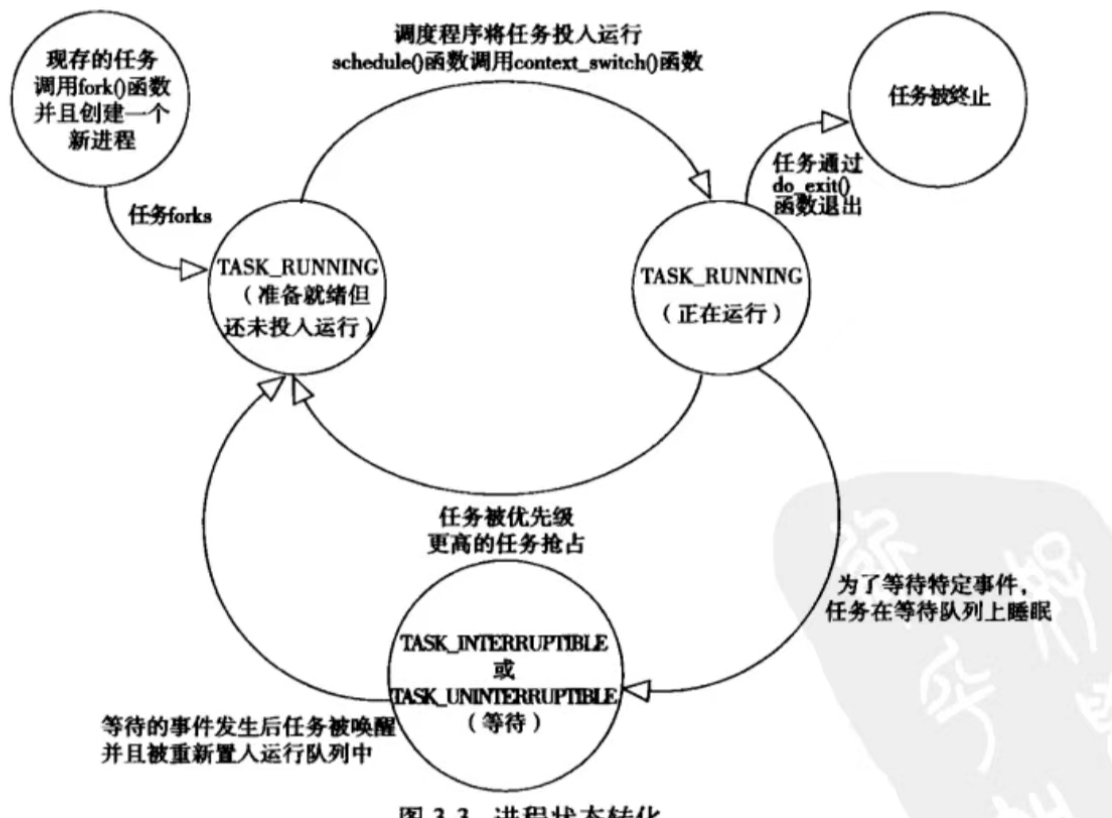 现存的任务
调用fork()函数
并且创建一个
新进程
调度程序将任务投入运行
schedule()函数调用context_switch()函数
任务被终止
任务通过
do_exit()
函数退出
任务forks
TASK_RUNNING
（准备就绪但
还未投入运行）
TASK_RUNNING
（正在运行）
任务被优先级
更高的任务抢占
为了等待特定事件，
任务在等待队列上睡眠
TASK_INTERRUPTIBLE
或
TASK_UNINTERRUPTIBLE
（等待）
等待的事件发生后任务被唤醒
并且被重新置入运行队列中
图 3-3 进程状态转化